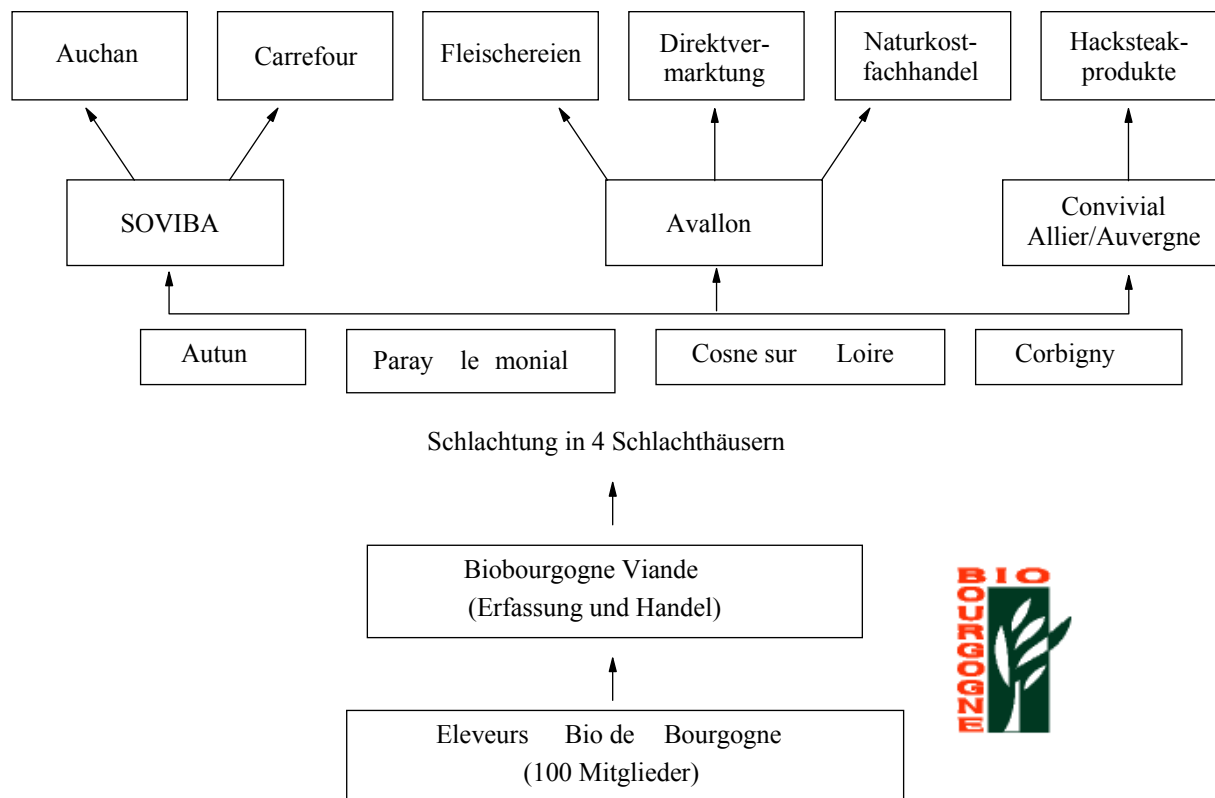 Auchan
Carrefour
Fleischereien
Direktver-
marktung
Naturkost-
fachhandel
Hacksteak-
produkte
SOVIBA
Avallon
Convivial
Allier/Auvergne
Autun
Paray le monial
Cosne sur Loire
Corbigny
Schlachtung in 4 Schlachthäusern
Biobourgogne Viande
(Erfassung und Handel)
BIO
BOURGOGNE
Eleveurs Bio de Bourgogne
(100 Mitglieder)